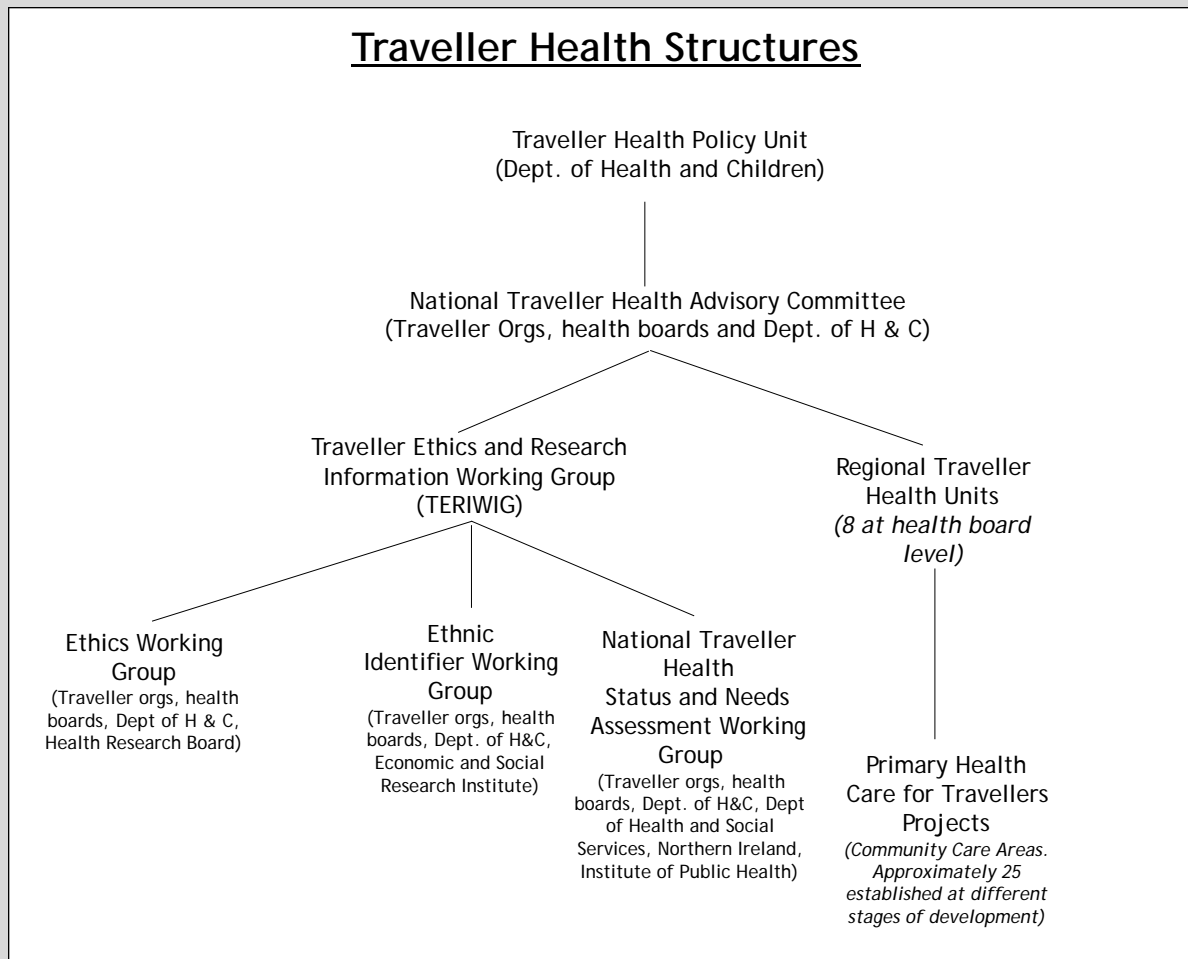 Traveller Health Structures
Traveller Health Policy Unit
(Dept. of Health and Children)
National Traveller Health Advisory Committee
(Traveller Orgs, health boards and Dept. of H & C)
Traveller Ethics and Research
Information Working Group
(TERIWIG)
Regional Traveller
Health Units
(8 at health board
level)
Ethics Working
Group
(Traveller orgs, health
boards, Dept of H & C,
Health Research Board)
Ethnic
Identifier Working
Group
(Traveller orgs, health
boards, Dept. of H&C,
Economic and Social
Research Institute)
National Traveller
Health
Status and Needs
Assessment Working
Group
(Traveller orgs, health
boards, Dept. of H&C, Dept
of Health and Social
Services, Northern Ireland,
Institute of Public Health)
Primary Health
Care for Travellers
Projects
(Community Care Areas.
Approximately 25
established at different
stages of development)